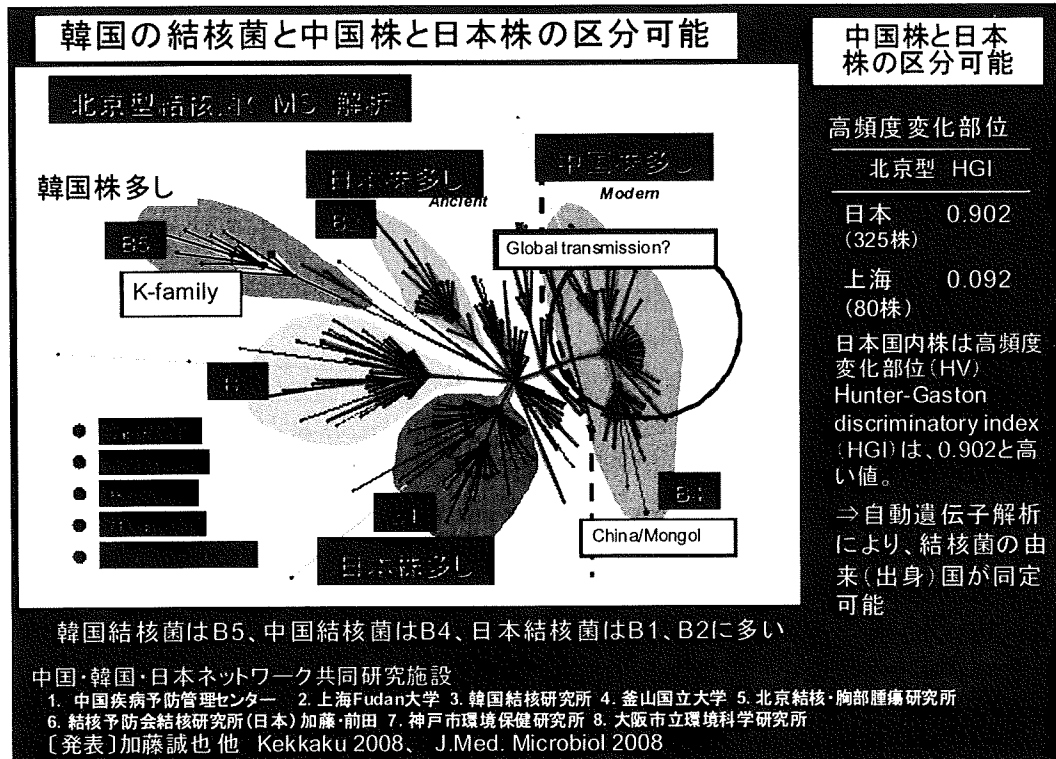 韓国の結核菌と中国株と日本株の区分可能
北京型結核菌 MS 解析
韓国株多し
日本株多し
Ancient
中国株多し
Modern
Global transmission?
B5
K-family
B4
China/Mongol
日本株多し
韓国結核菌はB5、中国結核菌はB4、日本結核菌はB1、B2に多い
中国・韓国・日本ネットワーク共同研究施設
1. 中国疾病予防管理センター 2. 上海Fudan大学 3. 韓国結核研究所 4. 釜山国立大学 5. 北京結核・胸部腫瘍研究所
6. 結核予防会結核研究所(日本)加藤・前田 7. 神戸市環境保健研究所 8. 大阪市立環境科学研究所
〔発表〕加藤誠也 他 Kekkaku 2008、 J.Med. Microbiol 2008
中国株と日本
株の区分可能
高頻度変化部位
北京型 HGI
日本 0.902
(325株)
上海 0.092
(80株)
日本国内株は高頻度
変化部位(HV)
Hunter-Gaston
discriminatory index
(HGI)は、0.902と高
い値。
⇒自動遺伝子解析
により、結核菌の由
来(出身)国が同定
可能